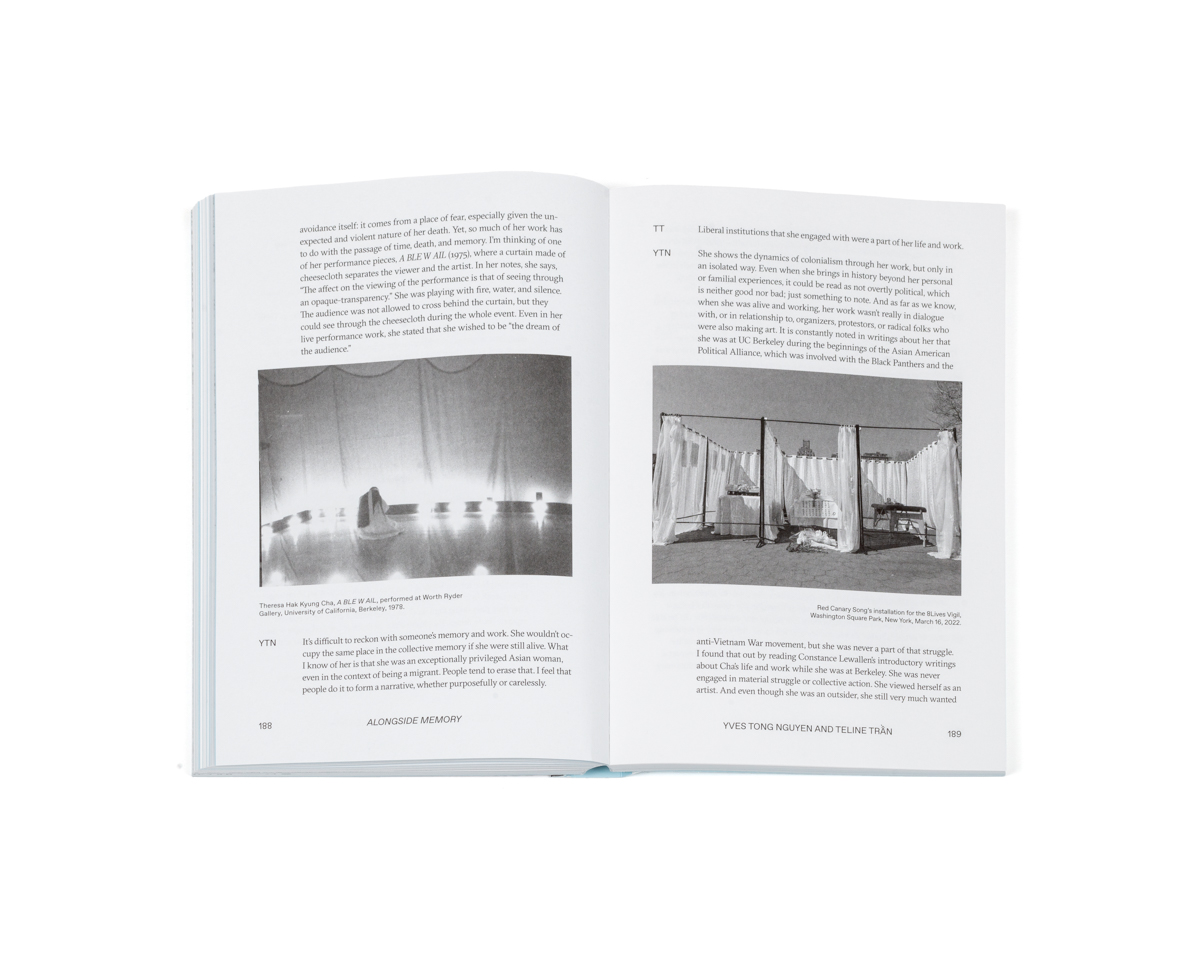 avoidance itself: it comes from a place of fear, especially given the un-
expected and violent nature of her death. Yet, so much of her work has
to do with the passage of time, death, and memory. I'm thinking of one
of her performance pieces, A BLE W AIL (1975), where a curtain made of
cheesecloth separates the viewer and the artist. In her notes, she says,
"The affect on the viewing of the performance is that of seeing through
an opaque-transparency." She was playing with fire, water, and silence.
The audience was not allowed to cross behind the curtain, but they
could see through the cheesecloth during the whole event. Even in her
live performance work, she stated that she wished to be "the dream of
the audience."
Theresa Hak Kyung Cha, A BLE W AIL, performed at Worth Ryder
Gallery, University of California, Berkeley, 1978.
YTN It's difficult to reckon with someone's memory and work. She wouldn't oc-
cupy the same place in the collective memory if she were still alive. What
I know of her is that she was an exceptionally privileged Asian woman,
even in the context of being a migrant. People tend to erase that. I feel that
people do it to form a narrative, whether purposefully or carelessly.
188 ALONGSIDE MEMORY
TT Liberal institutions that she engaged with were a part of her life and work.
YTN She shows the dynamics of colonialism through her work, but only in
an isolated way. Even when she brings in history beyond her personal
or familial experiences, it could be read as not overtly political, which
is neither good nor bad; just something to note. And as far as we know,
when she was alive and working, her work wasn't really in dialogue
with, or in relationship to, organizers, protestors, or radical folks who
were also making art. It is constantly noted in writings about her that
she was at UC Berkeley during the beginnings of the Asian American
Political Alliance, which was involved with the Black Panthers and the
Red Canary Song's installation for the 8Lives Vigil,
Washington Square Park, New York, March 16, 2022.
anti-Vietnam War movement, but she was never a part of that struggle.
I found that out by reading Constance Lewallen's introductory writings
about Cha's life and work while she was at Berkeley. She was never
engaged in material struggle or collective action. She viewed herself as an
artist. And even though she was an outsider, she still very much wanted
YVES TONG NGUYEN AND TELINE TRẦN 189